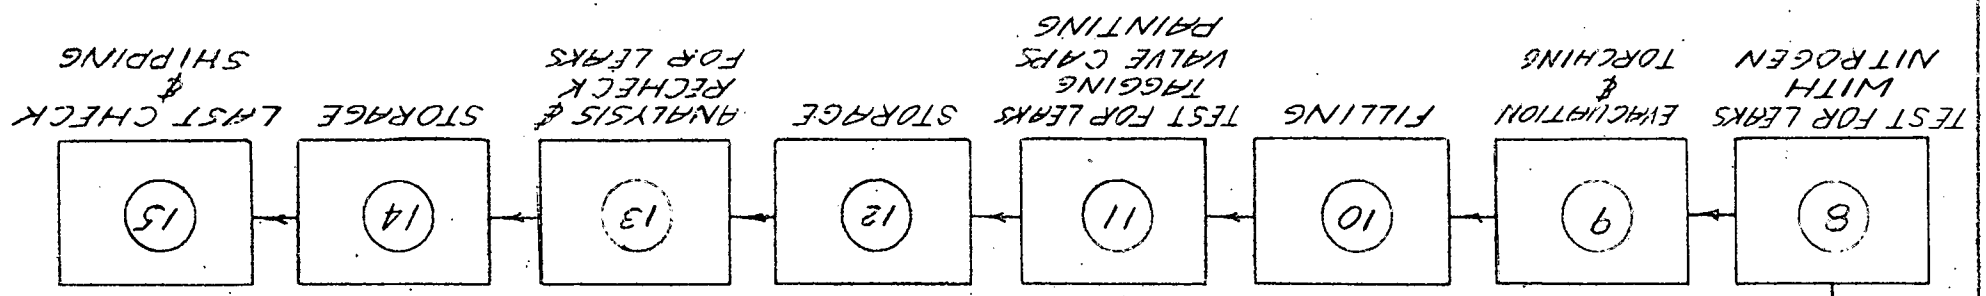 8
TEST FOR LEAKS
WITH
NITROGEN
9
EVACUATION
&
TORCHING
10
FILLING
11
TEST FOR LEAKS
TAGGING
VALVE CAPS
PAINTING
12
STORAGE
13
ANALYSIS &
RECHECK
FOR LEAKS
14
STORAGE
15
LAST CHECK
&
SHIPPING